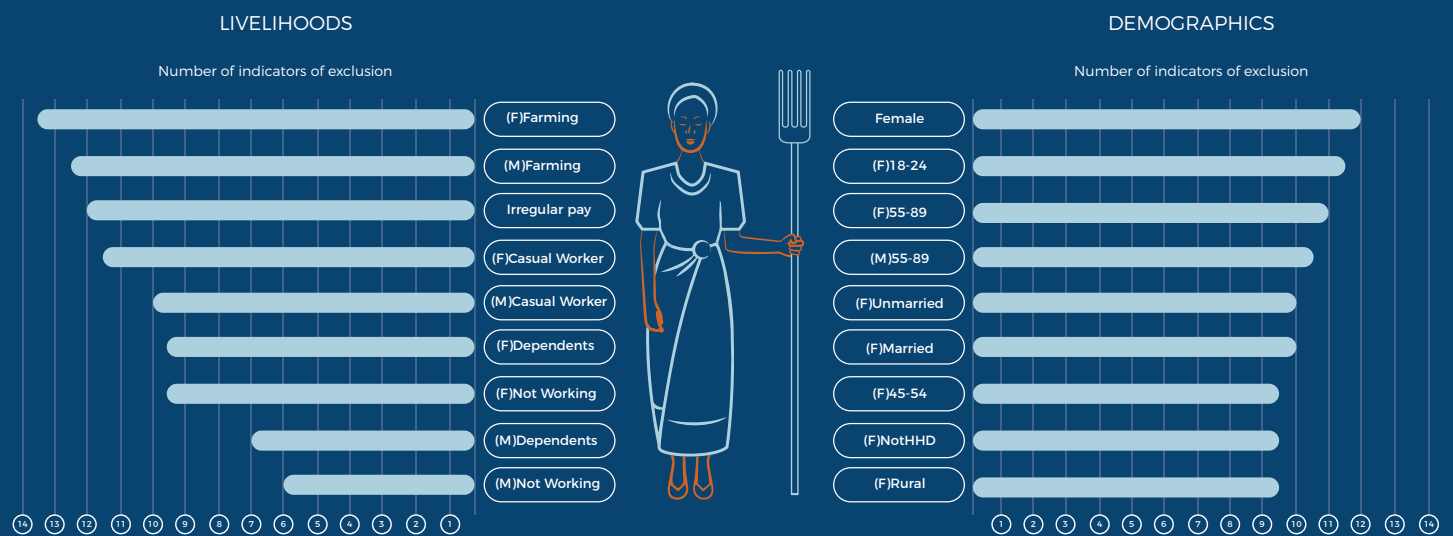 LIVELIHOODS
Number of indicators of exclusion
(F)Farming
(M)Farming
Irregular pay
(F)Casual Worker
(M)Casual Worker
(F)Dependents
(F)Not Working
(M)Dependents
(M)Not Working
14 13 12 11 10 9 8 7 6 5 4 3 2 1
DEMOGRAPHICS
Number of indicators of exclusion
Female
(F)18-24
(F)55-89
(M)55-89
(F)Unmarried
(F)Married
(F)45-54
(F)NotHHD
(F)Rural
1 2 3 4 5 6 7 8 9 10 11 12 13 14